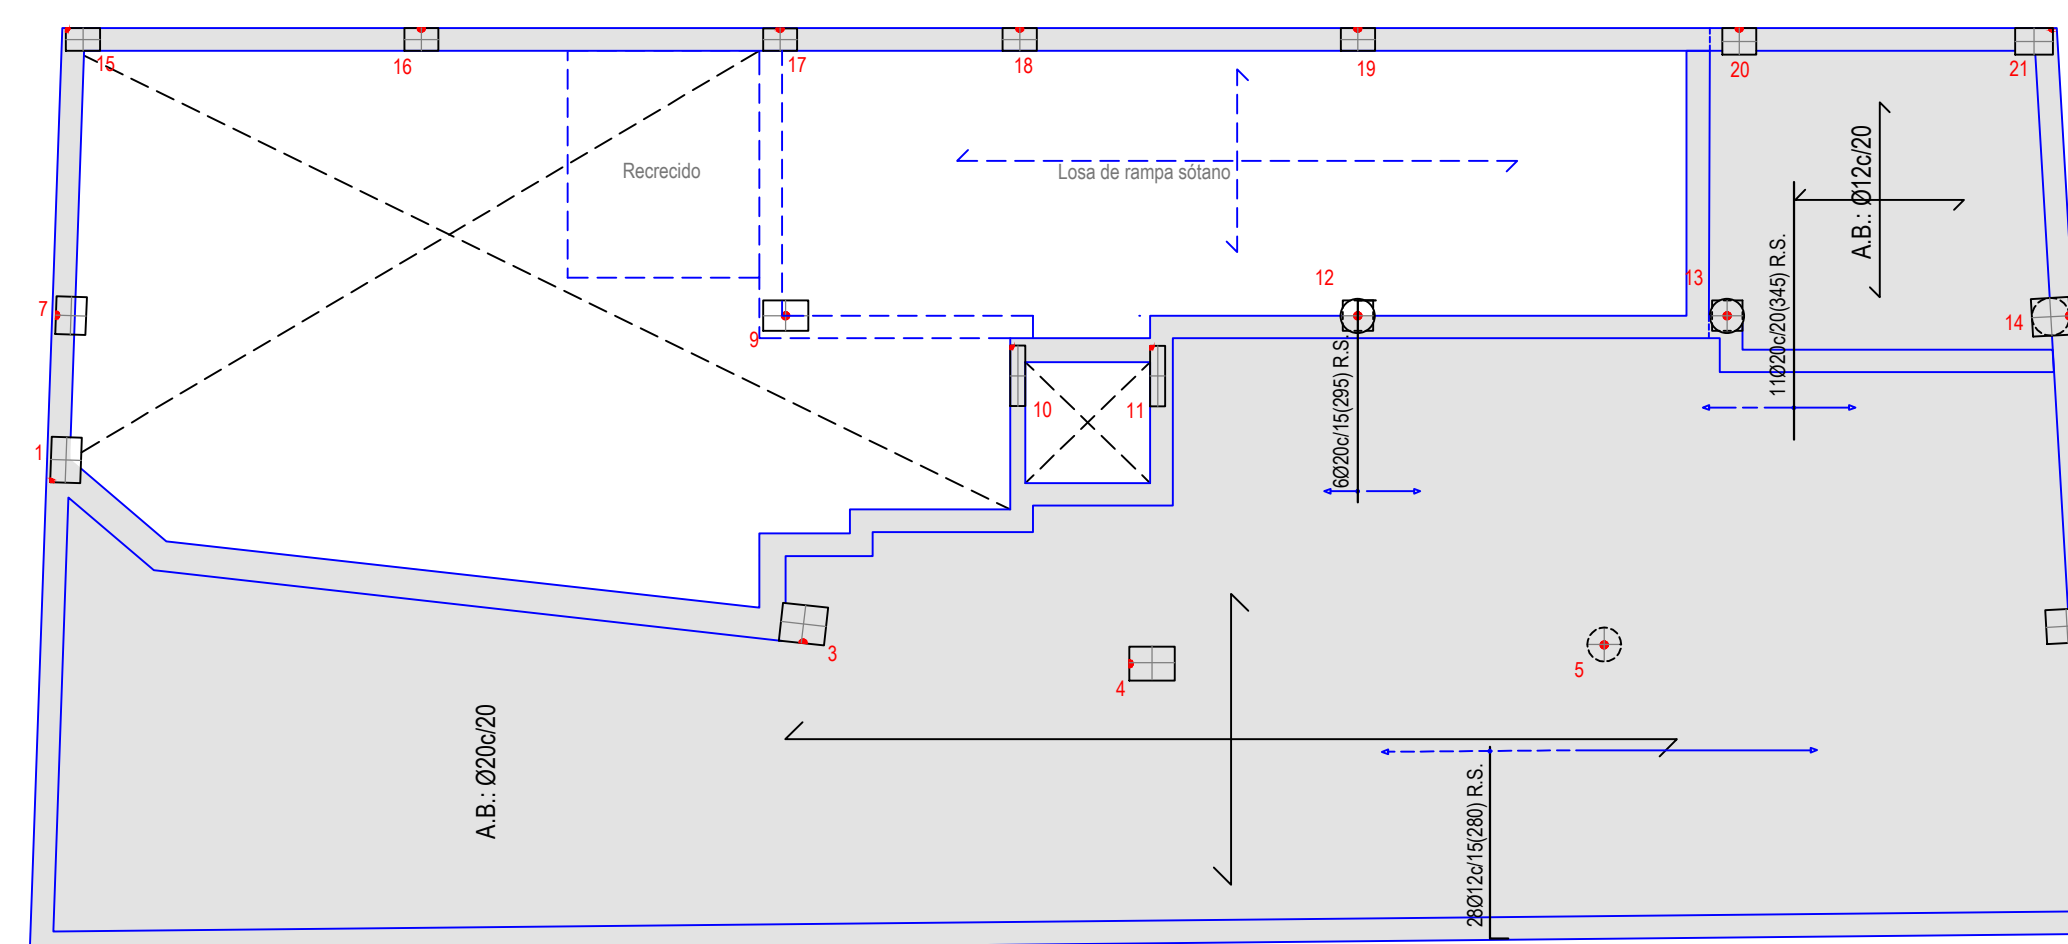 15
16
17
18
19
20
21
Recrecido
Losa de rampa sótano
A.B.: Ø12c/20
11Ø20c/20(345) R.S.
7
9
12
13
14
6Ø20c/15(295) R.S.
10
11
1
3
4
5
A.B.: Ø20c/20
28Ø12c/15(280) R.S.